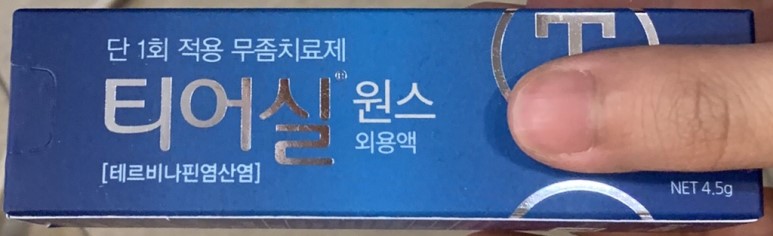 단 1회 적용 무좀치료제
티어실® 원스
외용액
[테르비나핀염산염]
T
NET 4.5g